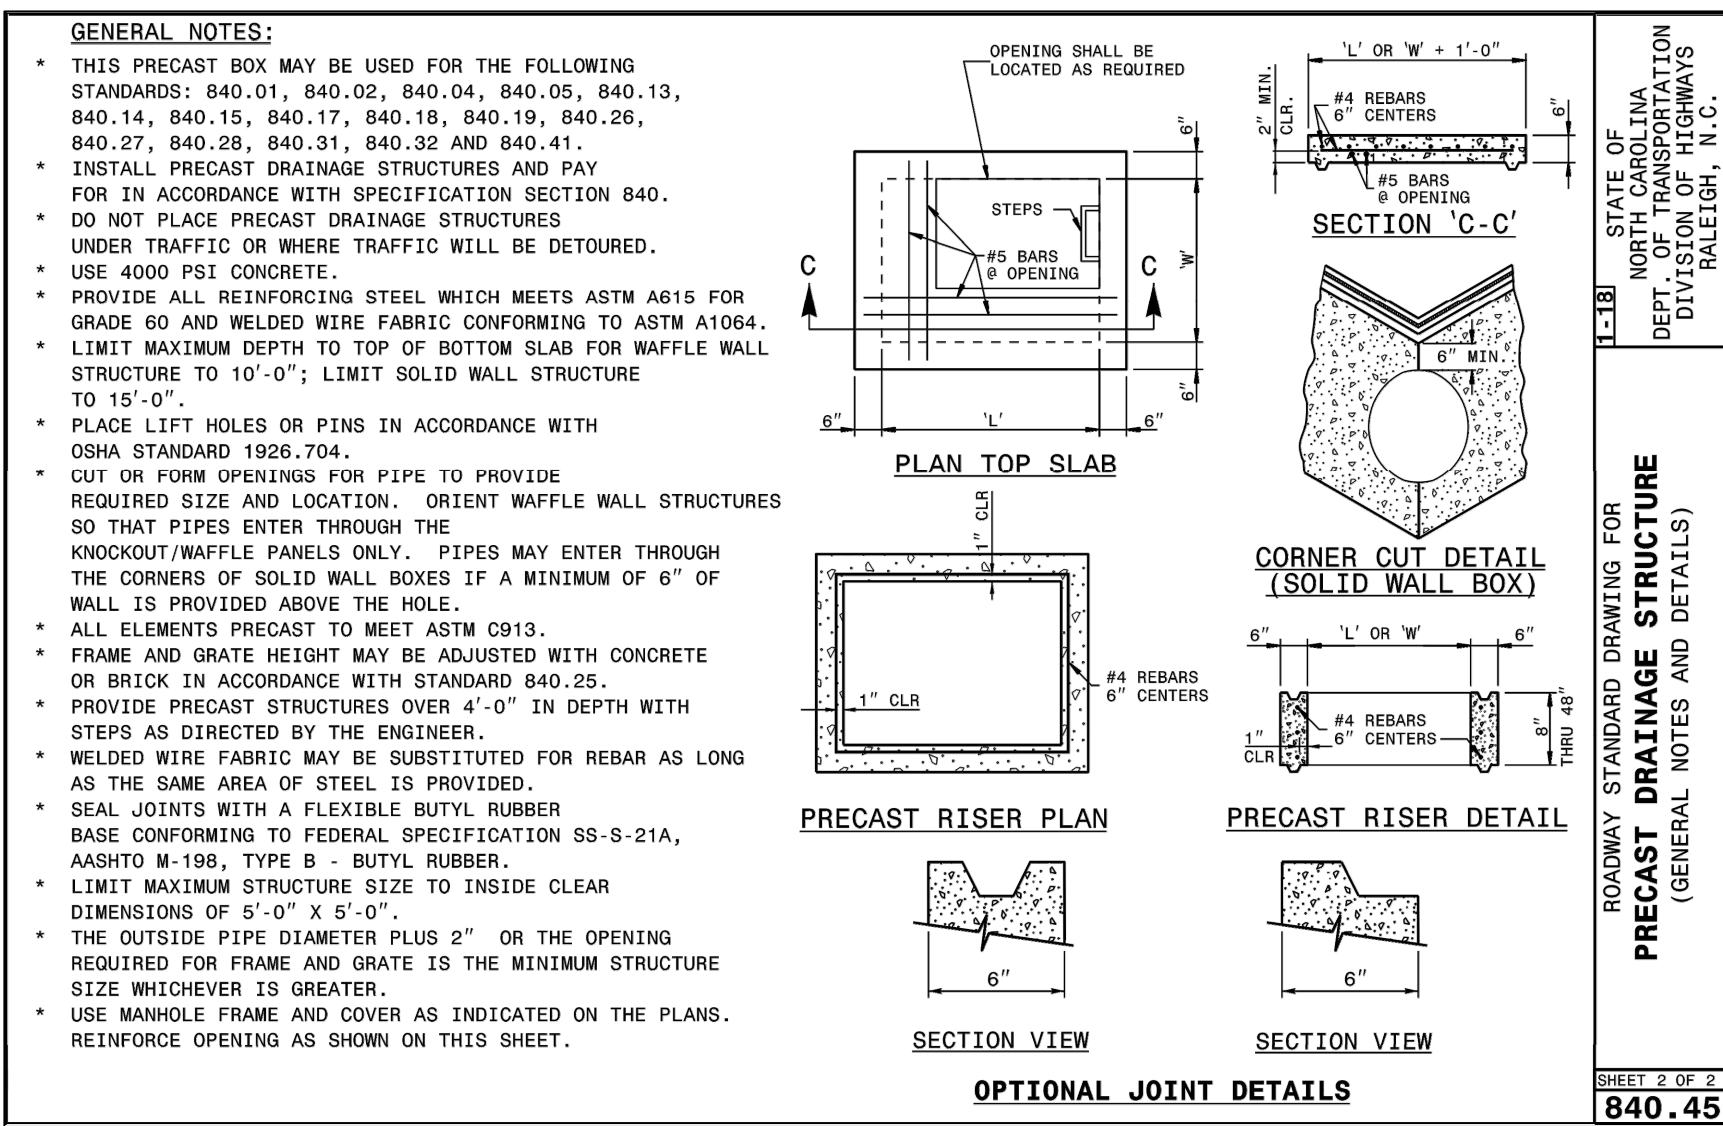 GENERAL NOTES:
* THIS PRECAST BOX MAY BE USED FOR THE FOLLOWING
STANDARDS: 840.01, 840.02, 840.04, 840.05, 840.13,
840.14, 840.15, 840.17, 840.18, 840.19, 840.26,
840.27, 840.28, 840.31, 840.32 AND 840.41.
* INSTALL PRECAST DRAINAGE STRUCTURES AND PAY
FOR IN ACCORDANCE WITH SPECIFICATION SECTION 840.
* DO NOT PLACE PRECAST DRAINAGE STRUCTURES
UNDER TRAFFIC OR WHERE TRAFFIC WILL BE DETOURED.
* USE 4000 PSI CONCRETE.
* PROVIDE ALL REINFORCING STEEL WHICH MEETS ASTM A615 FOR
GRADE 60 AND WELDED WIRE FABRIC CONFORMING TO ASTM A1064.
* LIMIT MAXIMUM DEPTH TO TOP OF BOTTOM SLAB FOR WAFFLE WALL
STRUCTURE TO 10'-0"; LIMIT SOLID WALL STRUCTURE
TO 15'-0".
* PLACE LIFT HOLES OR PINS IN ACCORDANCE WITH
OSHA STANDARD 1926.704.
* CUT OR FORM OPENINGS FOR PIPE TO PROVIDE
REQUIRED SIZE AND LOCATION. ORIENT WAFFLE WALL STRUCTURES
SO THAT PIPES ENTER THROUGH THE
KNOCKOUT/WAFFLE PANELS ONLY. PIPES MAY ENTER THROUGH
THE CORNERS OF SOLID WALL BOXES IF A MINIMUM OF 6" OF
WALL IS PROVIDED ABOVE THE HOLE.
* ALL ELEMENTS PRECAST TO MEET ASTM C913.
* FRAME AND GRATE HEIGHT MAY BE ADJUSTED WITH CONCRETE
OR BRICK IN ACCORDANCE WITH STANDARD 840.25.
* PROVIDE PRECAST STRUCTURES OVER 4'-0" IN DEPTH WITH
STEPS AS DIRECTED BY THE ENGINEER.
* WELDED WIRE FABRIC MAY BE SUBSTITUTED FOR REBAR AS LONG
AS THE SAME AREA OF STEEL IS PROVIDED.
* SEAL JOINTS WITH A FLEXIBLE BUTYL RUBBER
BASE CONFORMING TO FEDERAL SPECIFICATION SS-S-21A,
AASHTO M-198, TYPE B - BUTYL RUBBER.
* LIMIT MAXIMUM STRUCTURE SIZE TO INSIDE CLEAR
DIMENSIONS OF 5'-0" X 5'-0".
* THE OUTSIDE PIPE DIAMETER PLUS 2" OR THE OPENING
REQUIRED FOR FRAME AND GRATE IS THE MINIMUM STRUCTURE
SIZE WHICHEVER IS GREATER.
* USE MANHOLE FRAME AND COVER AS INDICATED ON THE PLANS.
REINFORCE OPENING AS SHOWN ON THIS SHEET.
OPENING SHALL BE
LOCATED AS REQUIRED
6"
STEPS
#5 BARS
@ OPENING
C
C
'W'
6"
6"
'L'
6"
PLAN TOP SLAB
'L' OR 'W' + 1'-0"
2" MIN.
CLR.
#4 REBARS
6" CENTERS
6"
#5 BARS
@ OPENING
SECTION 'C-C'
6" MIN.
CORNER CUT DETAIL
(SOLID WALL BOX)
1" CLR
1" CLR
#4 REBARS
6" CENTERS
PRECAST RISER PLAN
6"
'L' OR 'W'
6"
#4 REBARS
6" CENTERS
1"
CLR
8"
THRU 48"
PRECAST RISER DETAIL
6"
SECTION VIEW
6"
SECTION VIEW
OPTIONAL JOINT DETAILS
1-18
STATE OF
NORTH CAROLINA
DEPT. OF TRANSPORTATION
DIVISION OF HIGHWAYS
RALEIGH, N.C.
ROADWAY STANDARD DRAWING FOR
PRECAST DRAINAGE STRUCTURE
(GENERAL NOTES AND DETAILS)
SHEET 2 OF 2
840.45